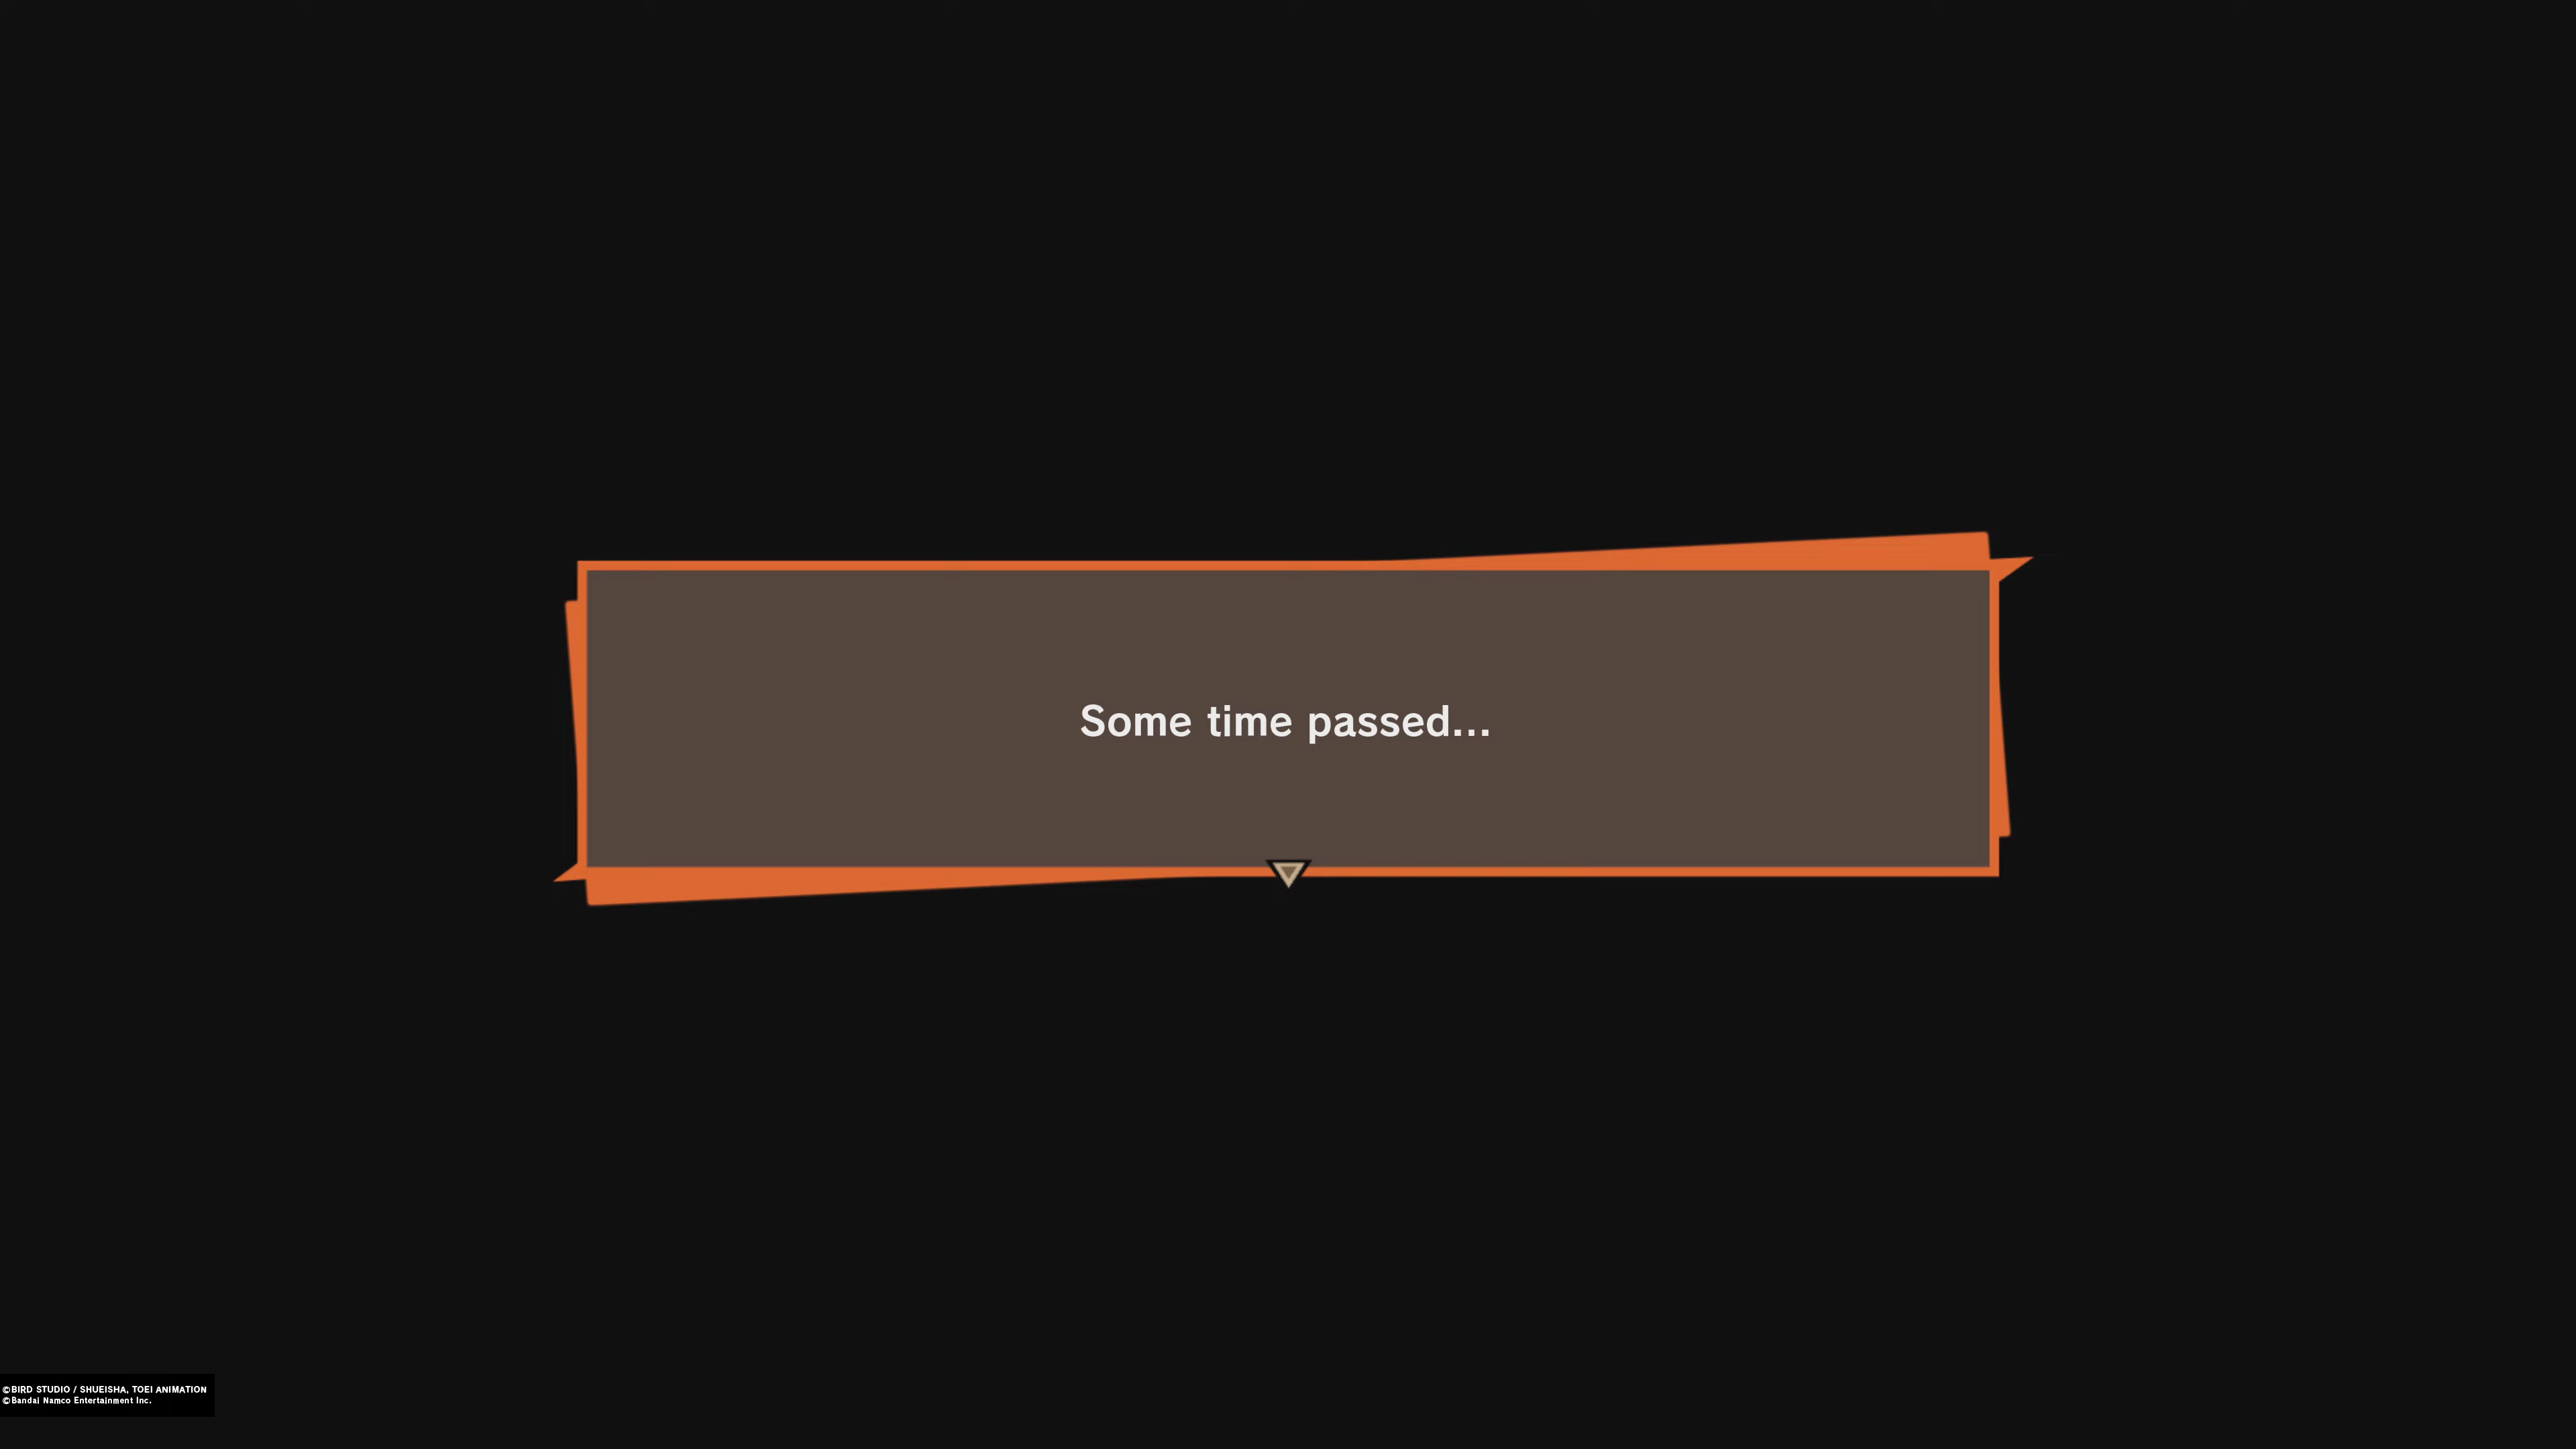 Some time passed...
©BIRD STUDIO / SHUEISHA, TOEI ANIMATION
©Bandai Namco Entertainment Inc.